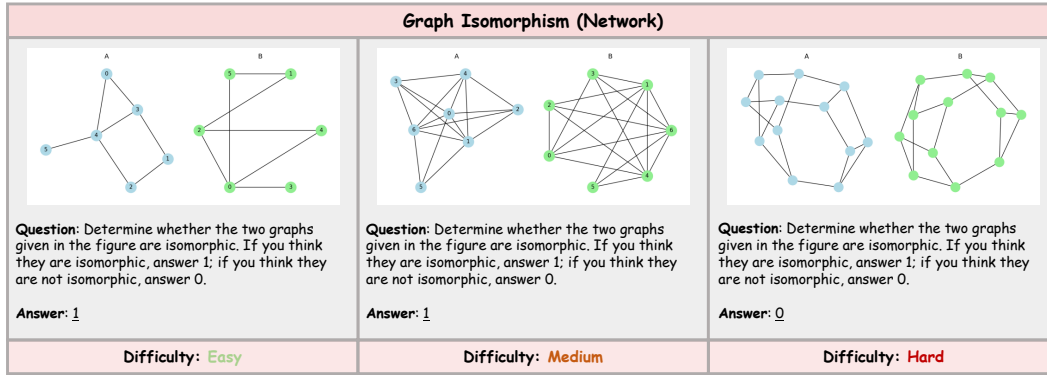 Graph Isomorphism (Network)
A
B
0
5
1
3
4
2
4
5
1
2
0
3
A
B
4
3
3
1
2
2
0
6
6
1
0
4
5
5
A
B
Question: Determine whether the two graphs
given in the figure are isomorphic. If you think
they are isomorphic, answer 1; if you think they
are not isomorphic, answer 0.
Answer: 1
Question: Determine whether the two graphs
given in the figure are isomorphic. If you think
they are isomorphic, answer 1; if you think they
are not isomorphic, answer 0.
Answer: 1
Question: Determine whether the two graphs
given in the figure are isomorphic. If you think
they are isomorphic, answer 1; if you think they
are not isomorphic, answer 0.
Answer: 0
Difficulty: Easy
Difficulty: Medium
Difficulty: Hard